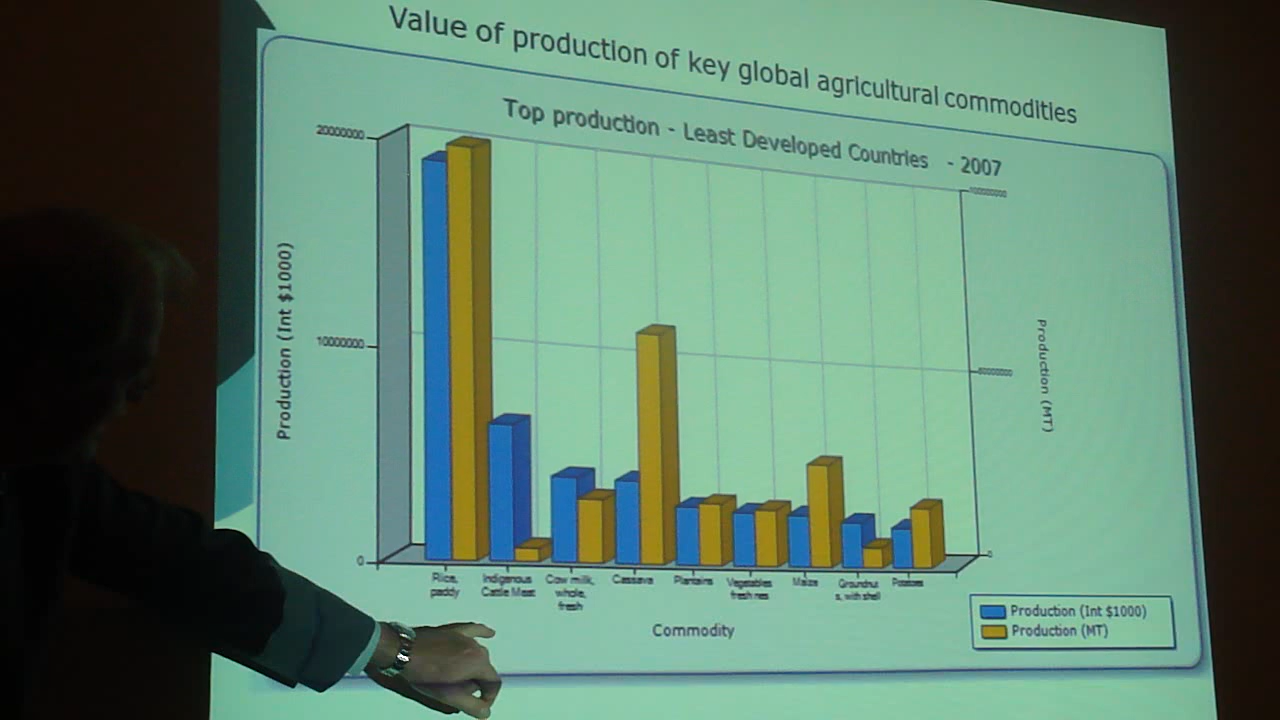 Value of production of key global agricultural commodities
Top production - Least Developed Countries - 2007
20000000
10000000
0
Production (Int $1000)
Production (MT)
0
Rice, paddy
Indigenous Cattle Meat
Cow milk, whole, fresh
Cassava
Plantains
Vegetables fresh nes
Maize
Groundnuts, with shell
Potatoes
Commodity
Production (Int $1000)
Production (MT)